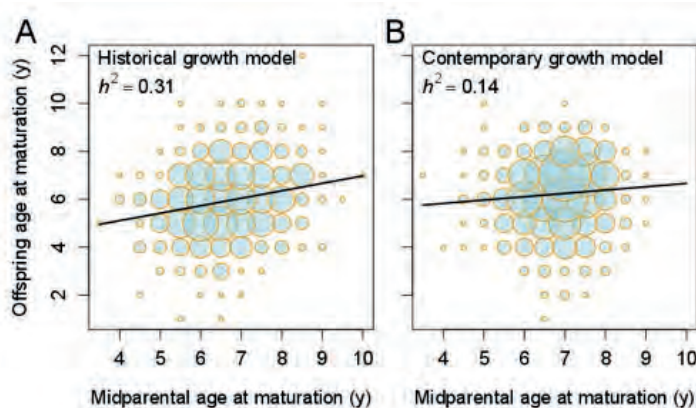 A
B
Historical growth model
h² = 0.31
Contemporary growth model
h² = 0.14
Offspring age at maturation (y)
12
10
8
6
4
2
4 5 6 7 8 9 10
4 5 6 7 8 9 10
Midparental age at maturation (y)
Midparental age at maturation (y)